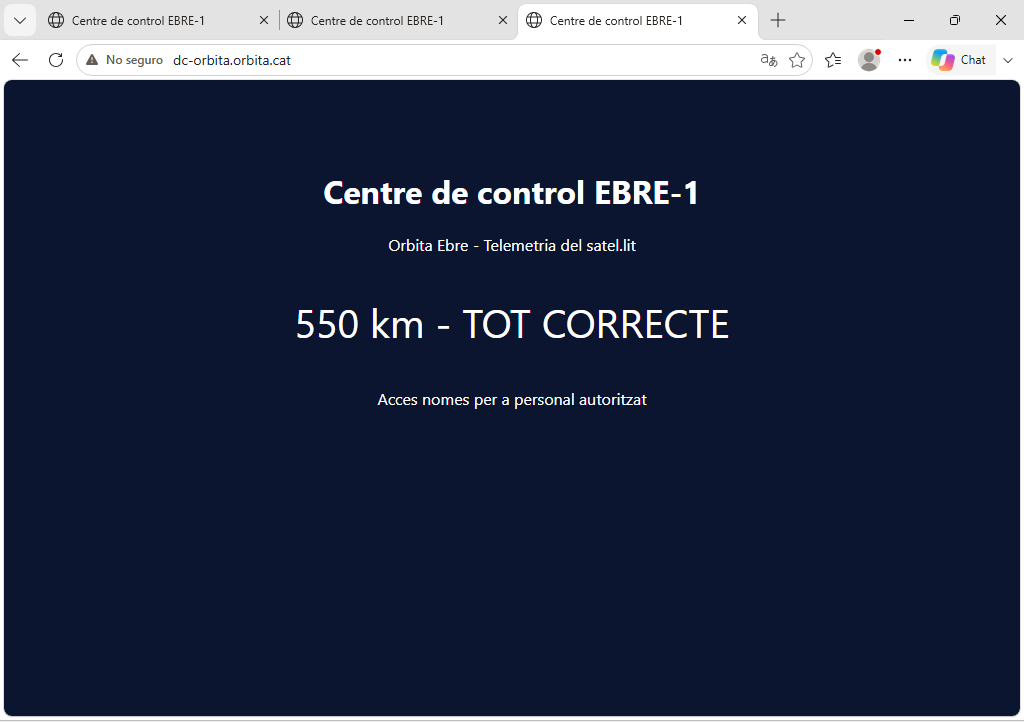 Centre de control EBRE-1
Centre de control EBRE-1
Centre de control EBRE-1
No seguro dc-orbita.orbita.cat
Chat
Centre de control EBRE-1
Orbita Ebre - Telemetria del satel.lit
550 km - TOT CORRECTE
Acces nomes per a personal autoritzat